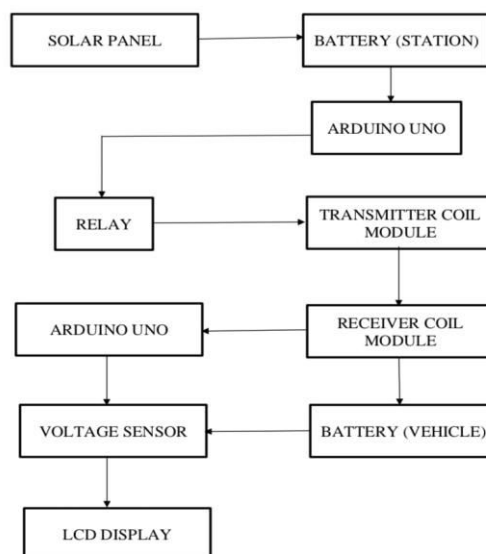 SOLAR PANEL
BATTERY (STATION)
ARDUINO UNO
RELAY
TRANSMITTER COIL
MODULE
ARDUINO UNO
RECEIVER COIL
MODULE
VOLTAGE SENSOR
BATTERY (VEHICLE)
LCD DISPLAY